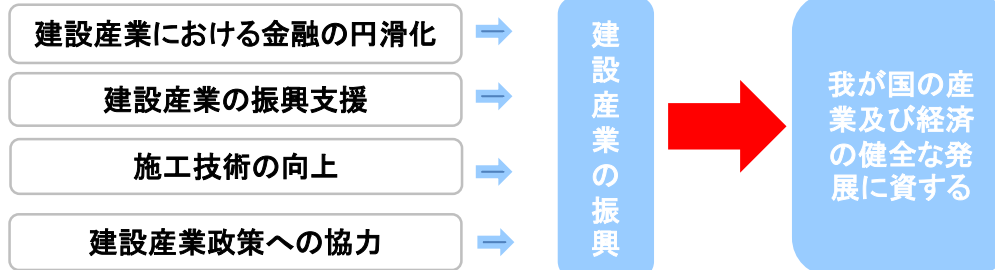 建設産業における金融の円滑化
建設産業の振興支援
施工技術の向上
建設産業政策への協力
建設産業の振興
我が国の産
業及び経済
の健全な発
展に資する